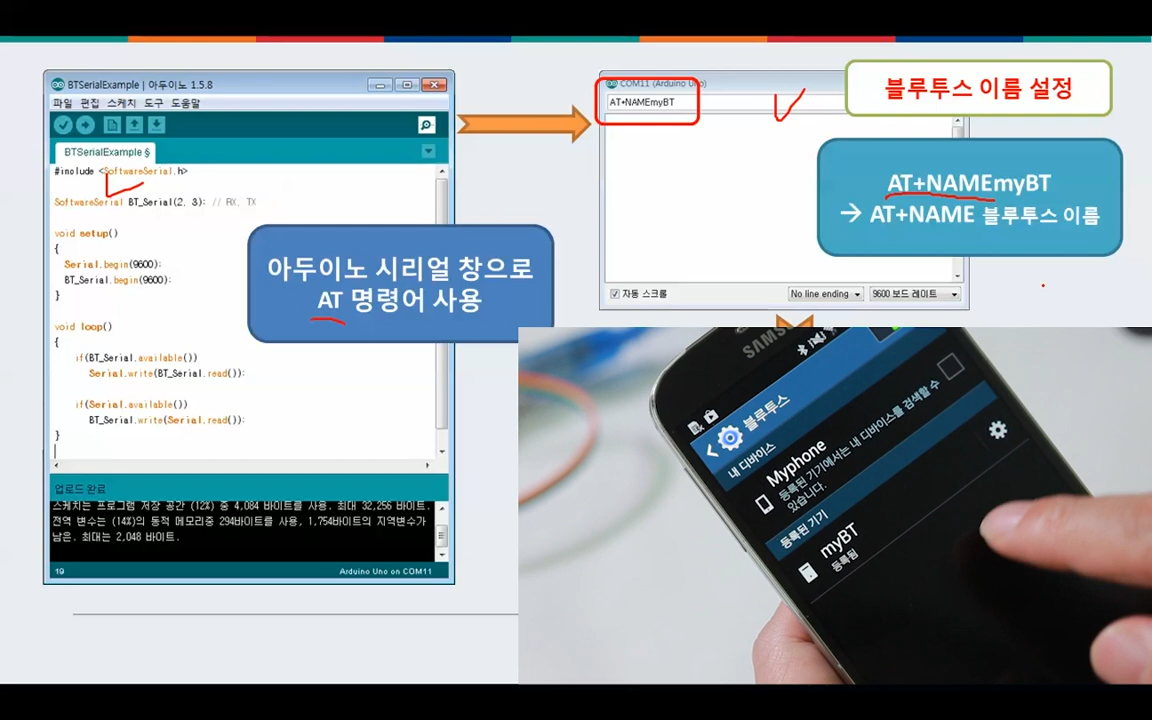 BTSerialExample | 아두이노 1.5.8
파일 편집 스케치 도구 도움말
BTSerialExample §
#include <SoftwareSerial.h>
SoftwareSerial BT_Serial(2, 3); // RX, TX
void setup()
{
Serial.begin(9600);
BT_Serial.begin(9600);
}
void loop()
{
if(BT_Serial.available())
Serial.write(BT_Serial.read());
if(Serial.available())
BT_Serial.write(Serial.read());
}
업로드 완료
스케치는 프로그램 저장 공간 (12%) 중 4,084 바이트를 사용. 최대 32,256 바이트.
전역 변수는 (14%)의 동적 메모리중 294바이트를 사용, 1,754바이트의 지역변수가
남음. 최대는 2,048 바이트.
19
Arduino Uno on COM11
아두이노 시리얼 창으로
AT 명령어 사용
COM11 (Arduino Uno)
AT+NAMEmyBT
자동 스크롤
No line ending
9600 보드 레이트
블루투스 이름 설정
AT+NAMEmyBT
→ AT+NAME 블루투스 이름
SAMS
블루투스
내 디바이스
Myphone
등록된 기기에서는 내 디바이스를 검색할 수
있습니다.
등록된 기기
myBT
등록됨